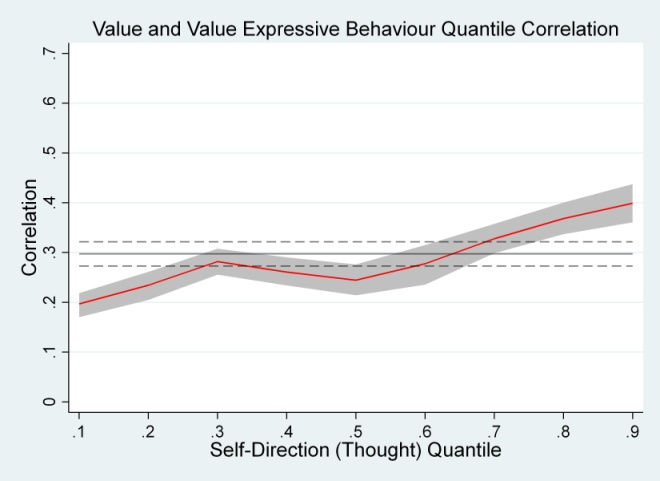 Value and Value Expressive Behaviour Quantile Correlation
Correlation
.7
.6
.5
.4
.3
.2
.1
0
.1 .2 .3 .4 .5 .6 .7 .8 .9
Self-Direction (Thought) Quantile